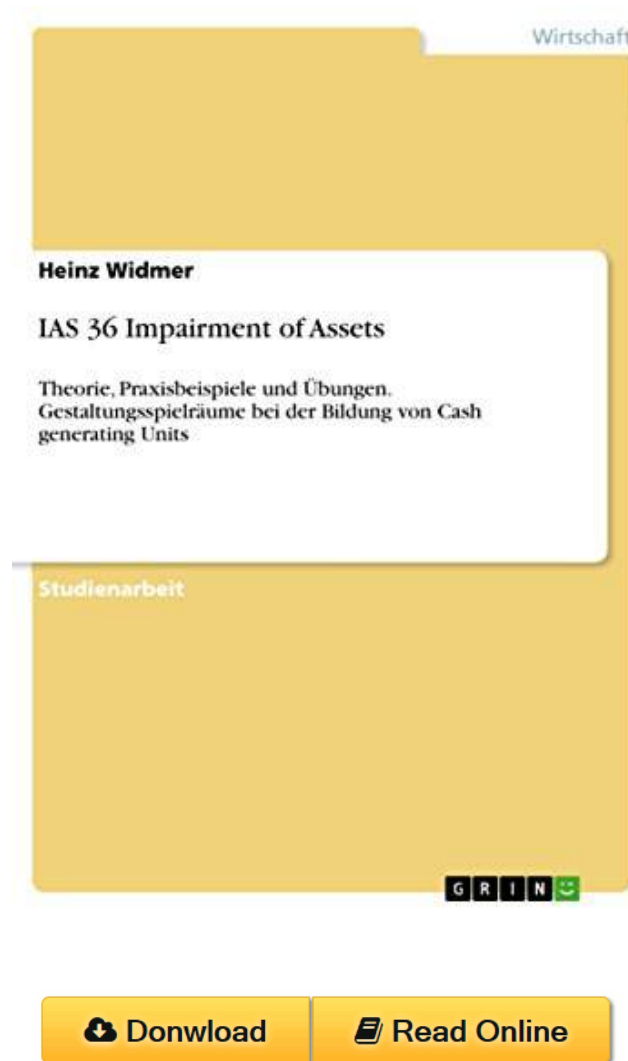 Wirtschaft
Heinz Widmer
IAS 36 Impairment of Assets
Theorie, Praxisbeispiele und Übungen.
Gestaltungsspielräume bei der Bildung von Cash
generating Units
Studienarbeit
GRIN
Donwload Read Online